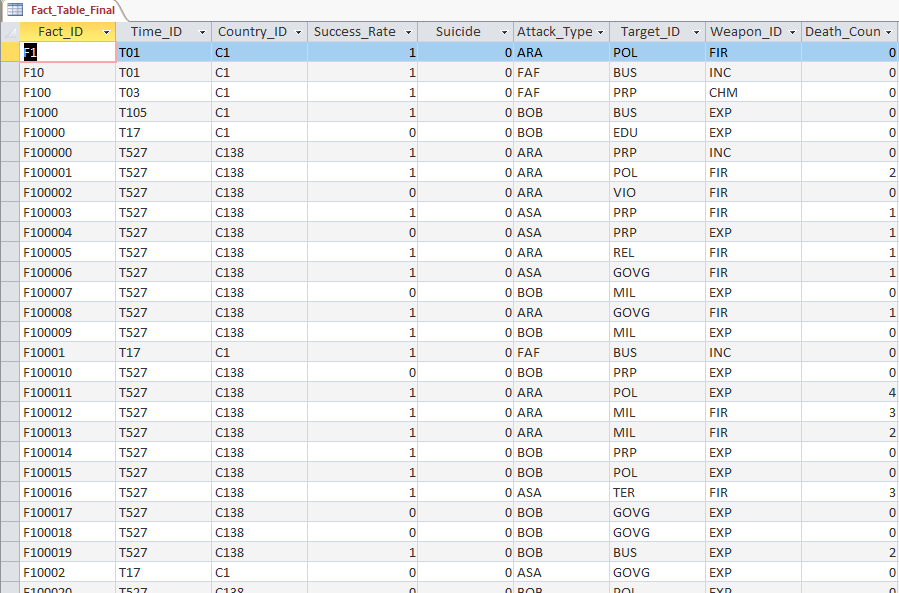 Fact_Table_Final
Fact_ID Time_ID Country_ID Success_Rate Suicide Attack_Type Target_ID Weapon_ID Death_Coun
F1 T01 C1 1 0 ARA POL FIR 0
F10 T01 C1 1 0 FAF BUS INC 0
F100 T03 C1 1 0 FAF PRP CHM 0
F1000 T105 C1 1 0 BOB BUS EXP 0
F10000 T17 C1 0 0 BOB EDU EXP 0
F100000 T527 C138 1 0 ARA PRP INC 0
F100001 T527 C138 1 0 ARA POL FIR 2
F100002 T527 C138 0 0 ARA VIO FIR 0
F100003 T527 C138 1 0 ASA PRP FIR 1
F100004 T527 C138 0 0 ASA PRP EXP 1
F100005 T527 C138 1 0 ARA REL FIR 1
F100006 T527 C138 1 0 ASA GOVG FIR 1
F100007 T527 C138 0 0 BOB MIL EXP 0
F100008 T527 C138 1 0 ARA GOVG FIR 1
F100009 T527 C138 1 0 BOB MIL EXP 0
F10001 T17 C1 1 0 FAF BUS INC 0
F100010 T527 C138 0 0 BOB PRP EXP 0
F100011 T527 C138 1 0 ARA POL EXP 4
F100012 T527 C138 1 0 ARA MIL FIR 3
F100013 T527 C138 1 0 ARA MIL FIR 2
F100014 T527 C138 1 0 BOB PRP EXP 0
F100015 T527 C138 1 0 BOB POL EXP 0
F100016 T527 C138 1 0 ASA TER FIR 3
F100017 T527 C138 0 0 BOB GOVG EXP 0
F100018 T527 C138 0 0 BOB GOVG EXP 0
F100019 T527 C138 1 0 BOB BUS EXP 2
F10002 T17 C1 0 0 ASA GOVG EXP 0
F100020 T527 C138 0 0 BOB POL EXP 0